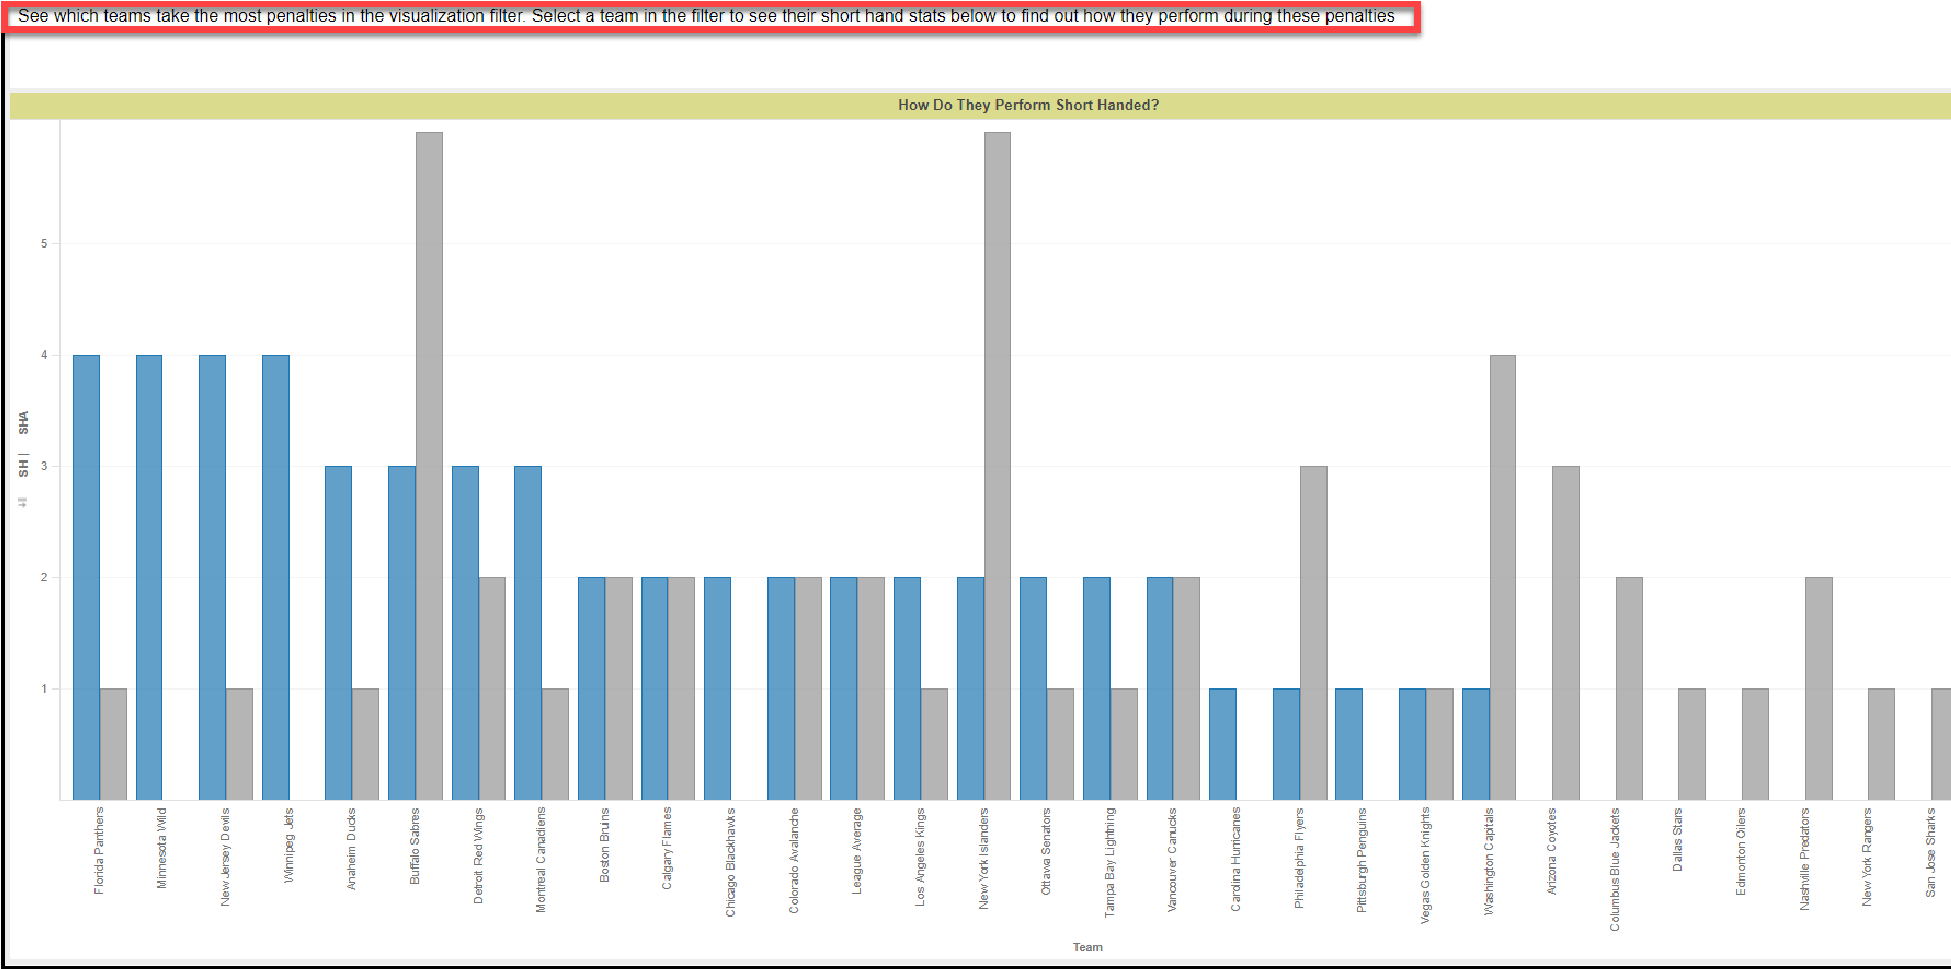 See which teams take the most penalties in the visualization filter. Select a team in the filter to see their short hand stats below to find out how they perform during these penalties
How Do They Perform Short Handed?
5
4
3
2
1
SH | SHA
Florida Panthers
Minnesota Wild
New Jersey Devils
Winnipeg Jets
Anaheim Ducks
Buffalo Sabres
Detroit Red Wings
Montreal Canadiens
Boston Bruins
Calgary Flames
Chicago Blackhawks
Colorado Avalanche
League Average
Los Angeles Kings
New York Islanders
Ottawa Senators
Tampa Bay Lightning
Vancouver Canucks
Carolina Hurricanes
Philadelphia Flyers
Pittsburgh Penguins
Vegas Golden Knights
Washington Capitals
Arizona Coyotes
Columbus Blue Jackets
Dallas Stars
Edmonton Oilers
Nashville Predators
New York Rangers
San Jose Sharks
Team